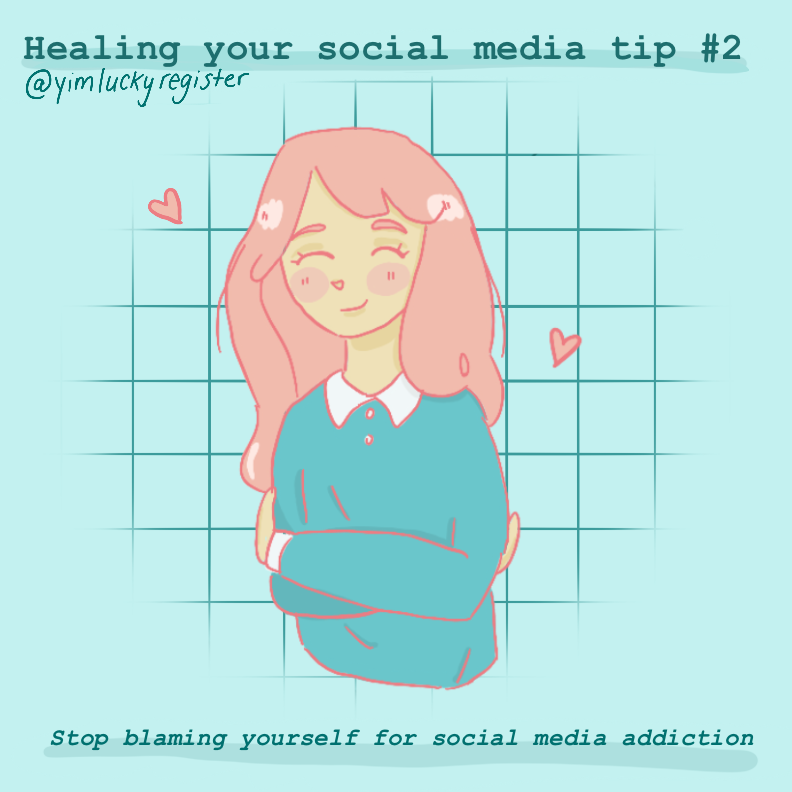 Healing your social media tip #2
@yimluckyregister
Stop blaming yourself for social media addiction